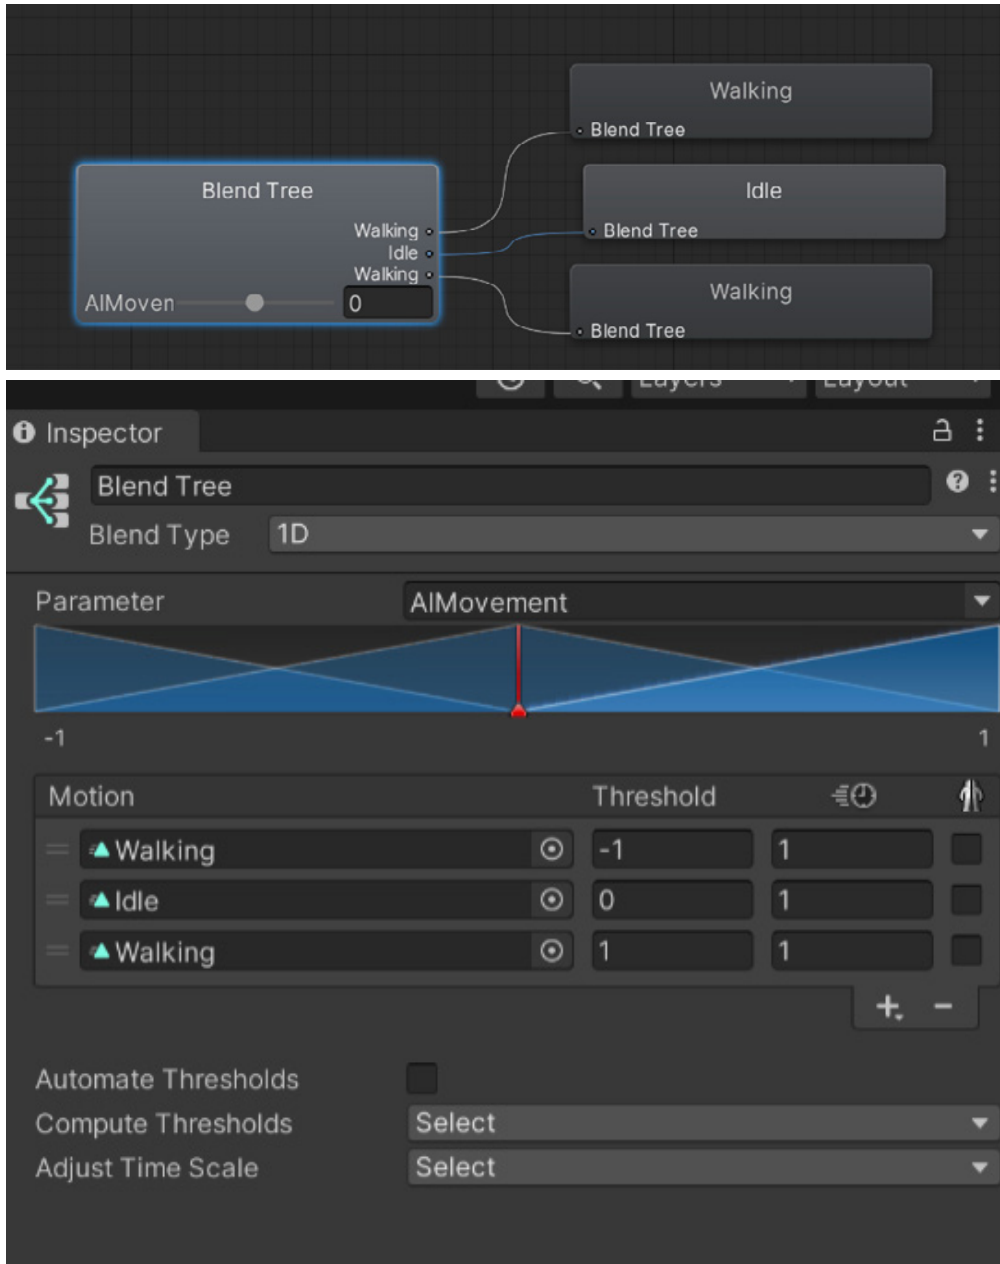 Walking
Blend Tree
Blend Tree
Walking
Idle
Walking
AIMoven
0
Idle
Blend Tree
Walking
Blend Tree
Layers
Layout
Inspector
Blend Tree
Blend Type 1D
Parameter AIMovement
-1 1
Motion Threshold
Walking -1 1
Idle 0 1
Walking 1 1
Automate Thresholds
Compute Thresholds Select
Adjust Time Scale Select